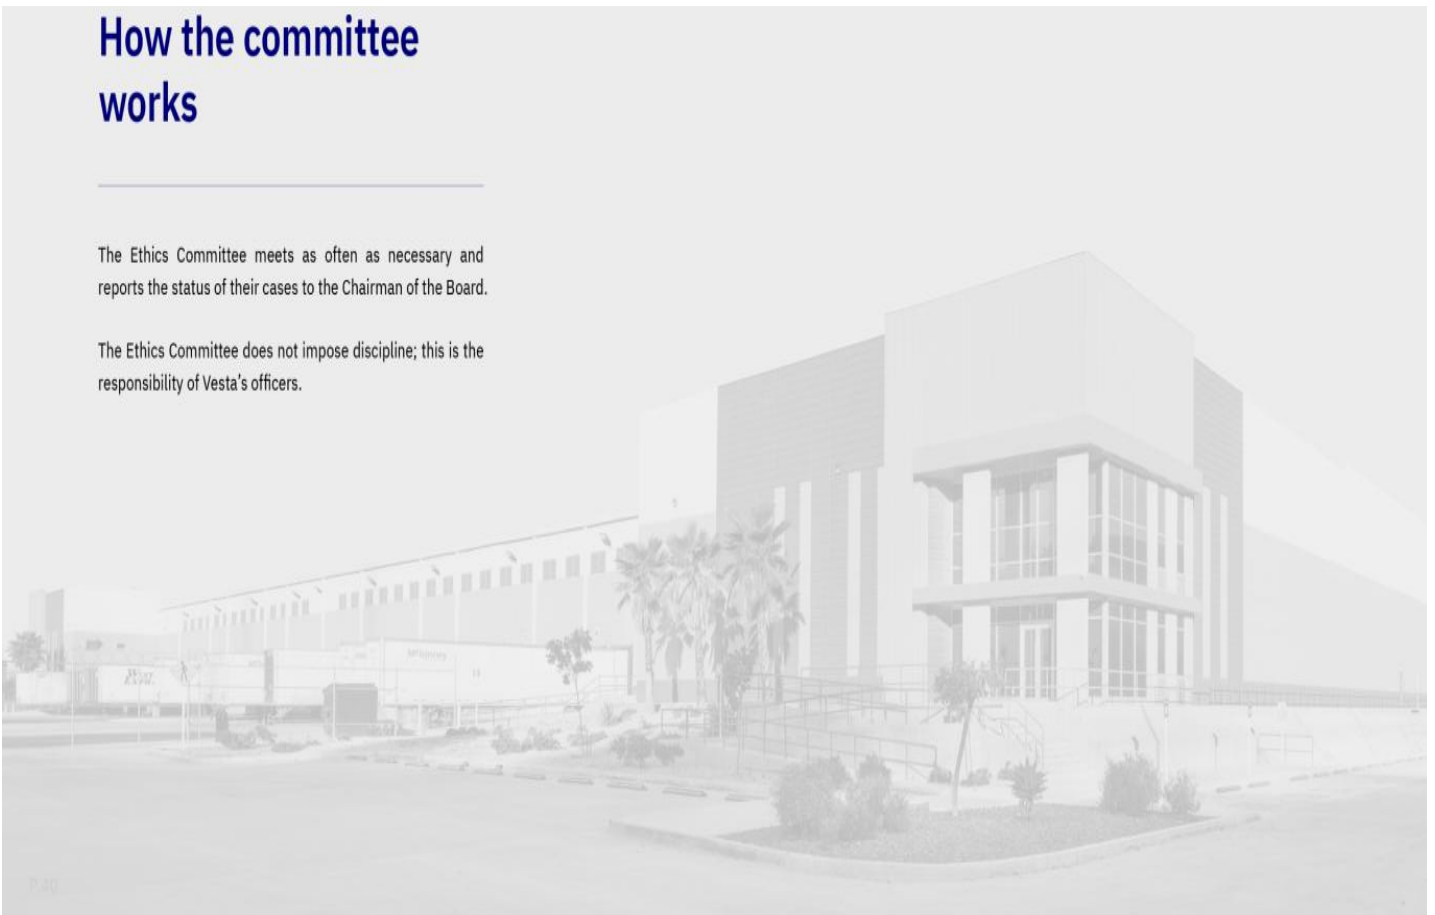 How the committee
works
The Ethics Committee meets as often as necessary and
reports the status of their cases to the Chairman of the Board.
The Ethics Committee does not impose discipline; this is the
responsibility of Vesta's officers.
P.40